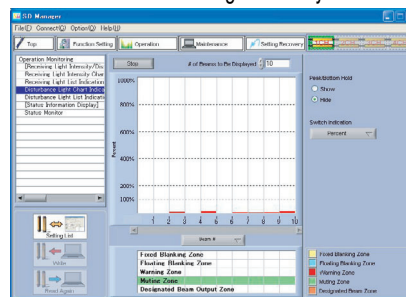 SD Manager
File(F) Connect(C) Option(O) Help(U)
Top Function Setting Operation Maintenance Setting Recovery
Operation Monitoring
[Receiving Light Intensity/Dis
Receiving Light Intensity Char
Receiving Light List Indication
Disturbance Light Chart Indica
Disturbance Light List Indicati
[Status Information Display]
Status Monitor
Stop # of Beams to Be Displayed 10
Peak/Bottom Hold
Show
Hide
Switch Indication
Percent
Percent
1000%
800%
600%
400%
200%
100%
1 2 3 4 5 6 7 8 9 10
Beam #
Setting List
Write
Read Again
Fixed Blanking Zone
Floating Blanking Zone
Warning Zone
Muting Zone
Designated Beam Output Zone
Fixed Blanking Zone
Floating Blanking Zone
Warning Zone
Muting Zone
Designated Beam Zone